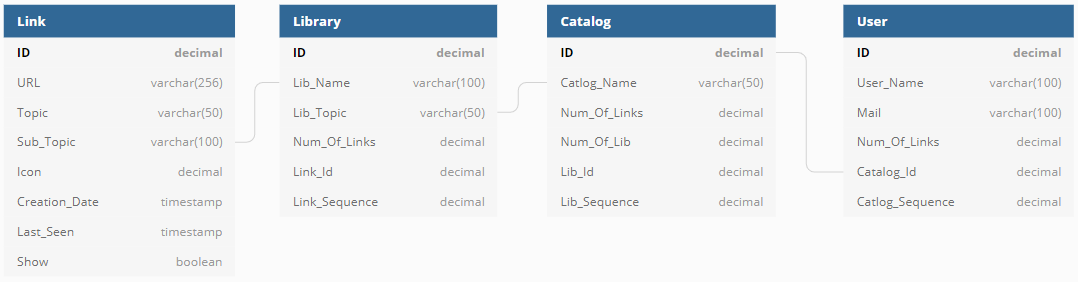 Link
ID decimal
URL varchar(256)
Topic varchar(50)
Sub_Topic varchar(100)
Icon decimal
Creation_Date timestamp
Last_Seen timestamp
Show boolean
Library
ID decimal
Lib_Name varchar(100)
Lib_Topic varchar(50)
Num_Of_Links decimal
Link_Id decimal
Link_Sequence decimal
Catalog
ID decimal
Catlog_Name varchar(50)
Num_Of_Links decimal
Num_Of_Lib decimal
Lib_Id decimal
Lib_Sequence decimal
User
ID decimal
User_Name varchar(100)
Mail varchar(100)
Num_Of_Links decimal
Catalog_Id decimal
Catlog_Sequence decimal